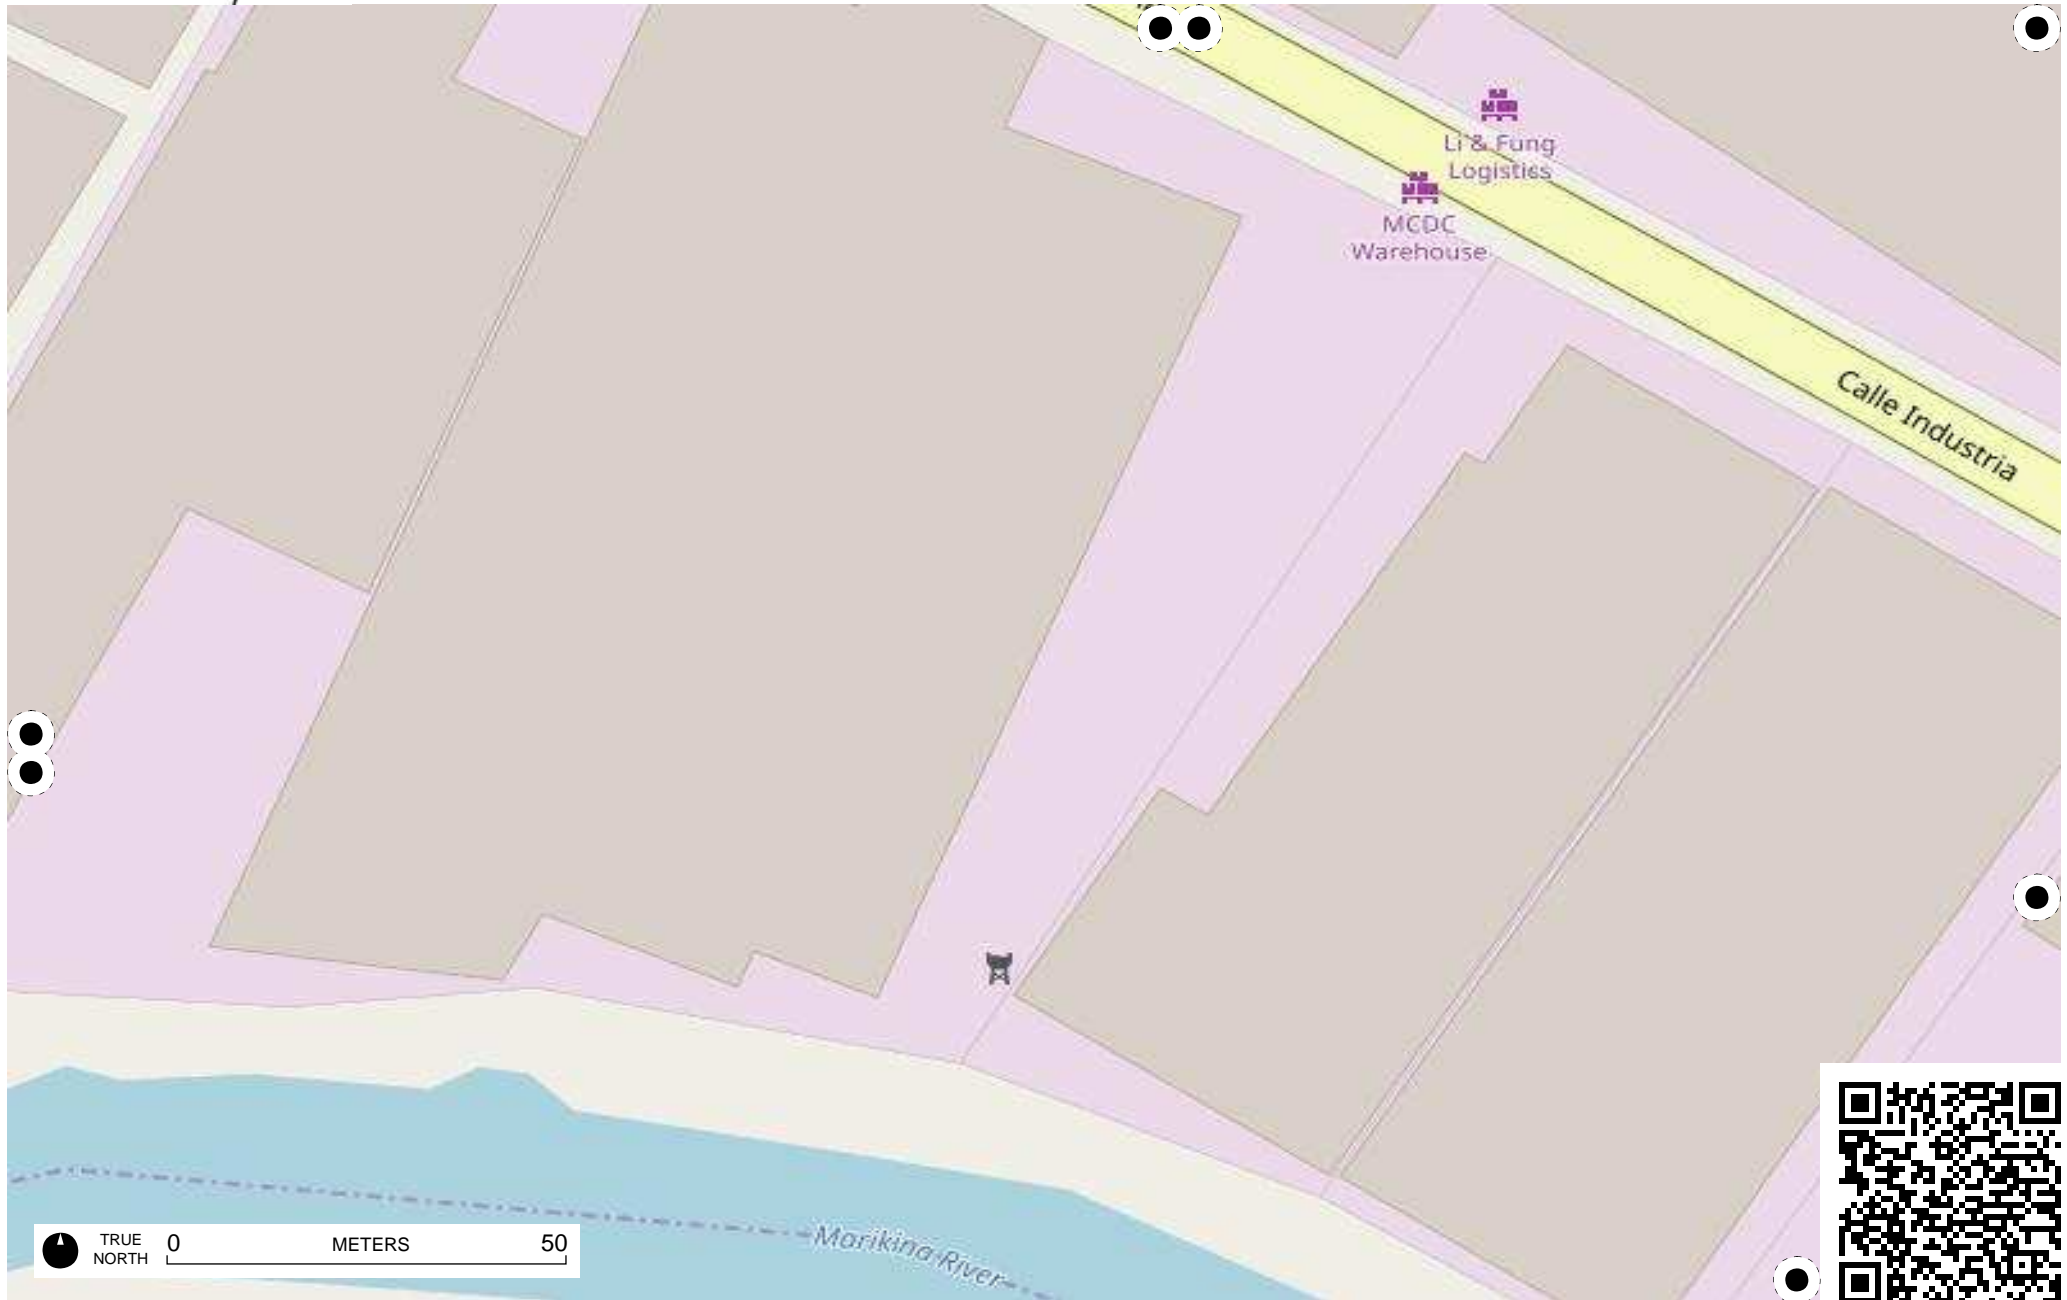 Li & Fung
Logistics
MCDC
Warehouse
Calle Industria
TRUE
NORTH
0
METERS
50
Marikina River